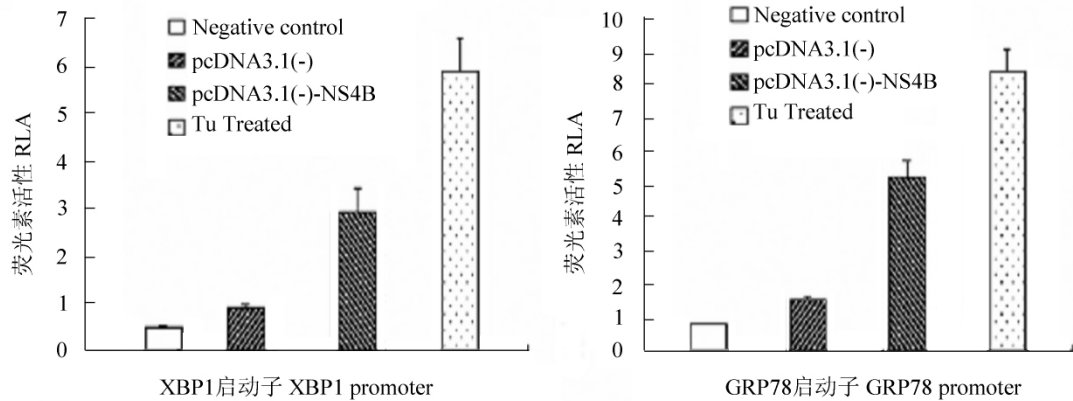 荧光素活性 RLA
7
6
5
4
3
2
1
0
Negative control
pcDNA3.1(-)
pcDNA3.1(-)-NS4B
Tu Treated
XBP1启动子 XBP1 promoter
荧光素活性 RLA
10
9
8
7
6
5
4
3
2
1
0
Negative control
pcDNA3.1(-)
pcDNA3.1(-)-NS4B
Tu Treated
GRP78启动子 GRP78 promoter